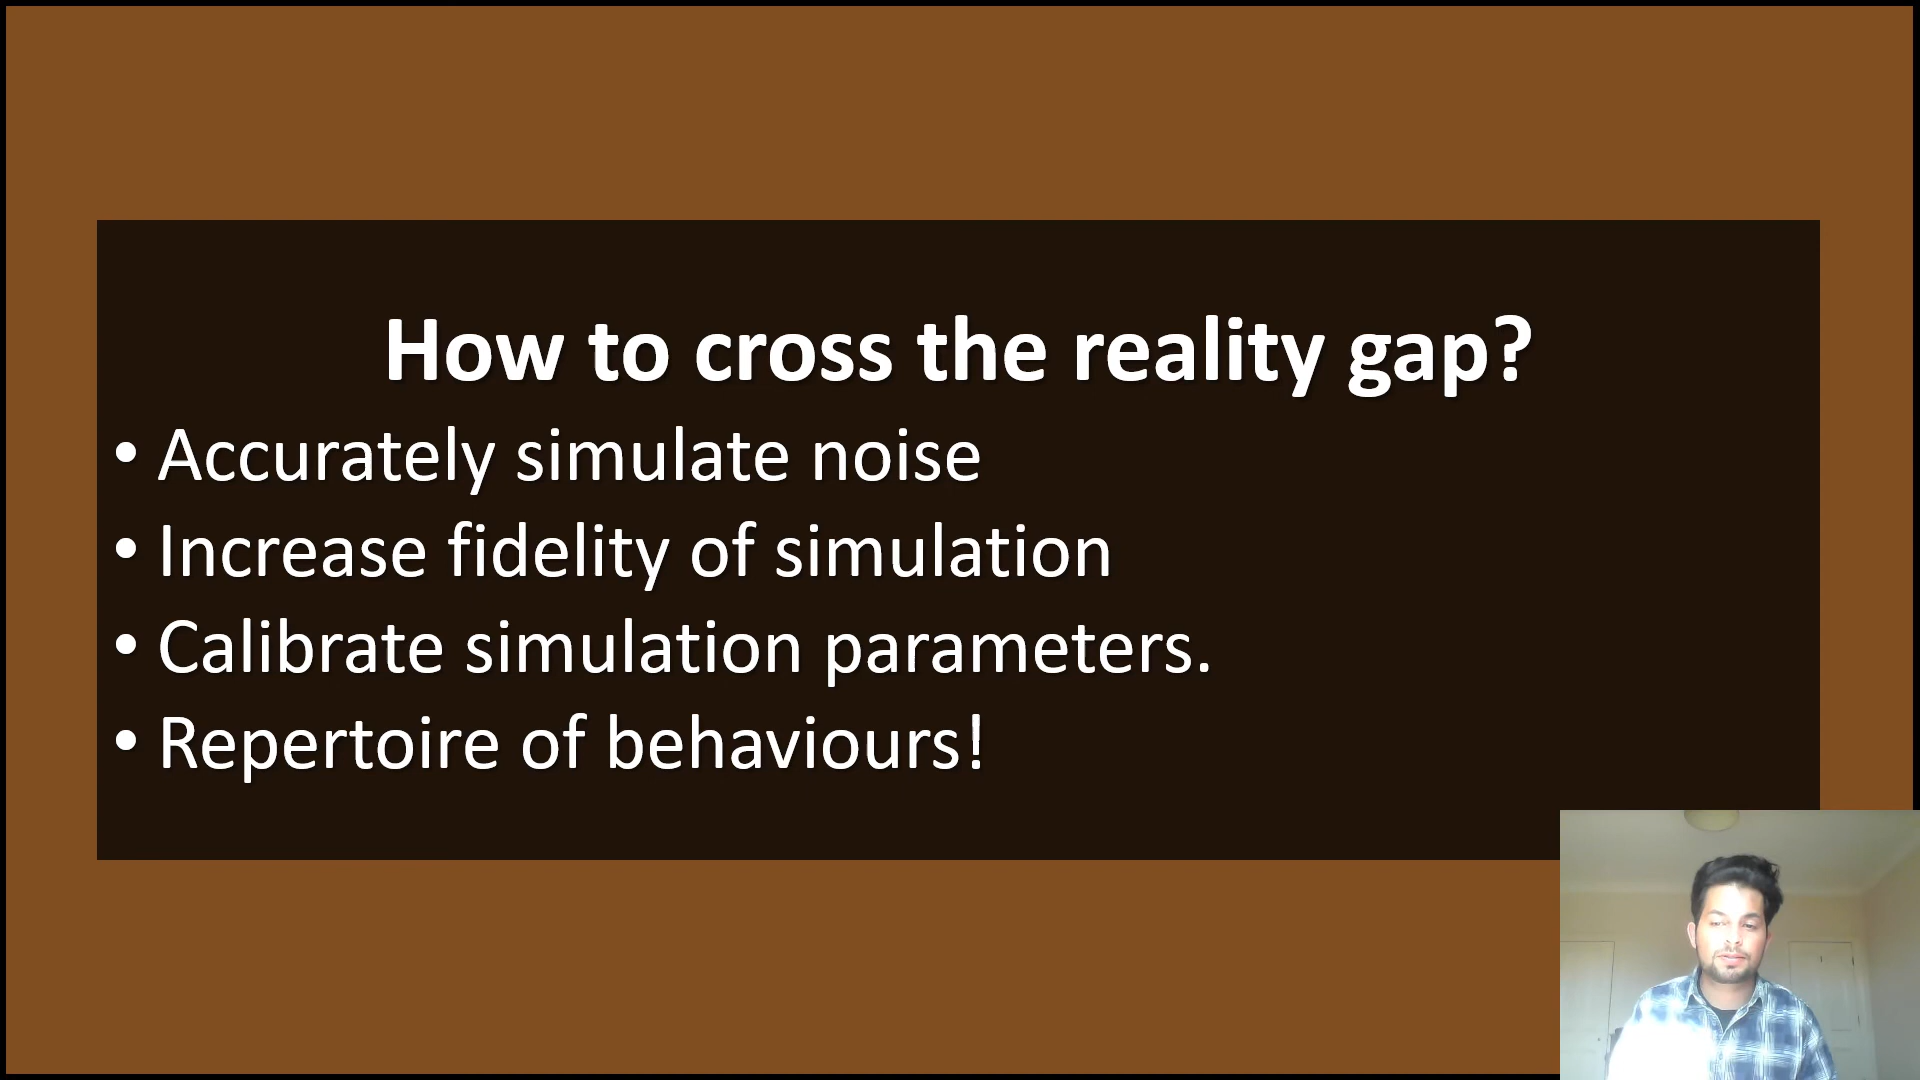 How to cross the reality gap?
• Accurately simulate noise
• Increase fidelity of simulation
• Calibrate simulation parameters.
• Repertoire of behaviours!